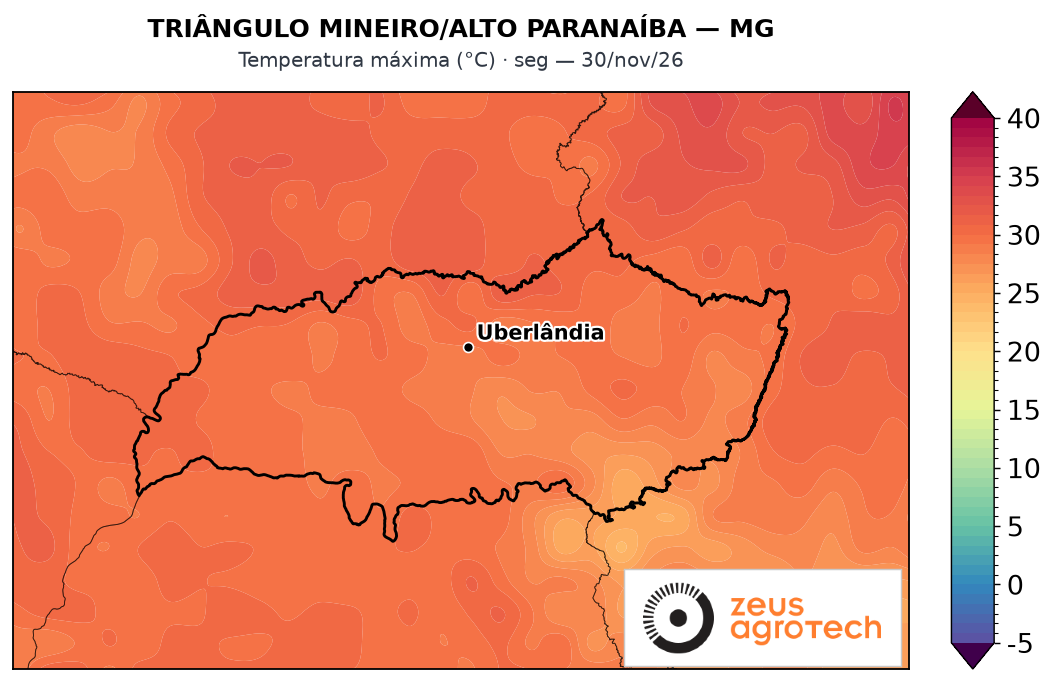 TRIÂNGULO MINEIRO/ALTO PARANAÍBA — MG
Temperatura máxima (°C) · seg — 30/nov/26
40
35
30
25
20
15
10
5
0
-5
Uberlândia
zeus
agrotech